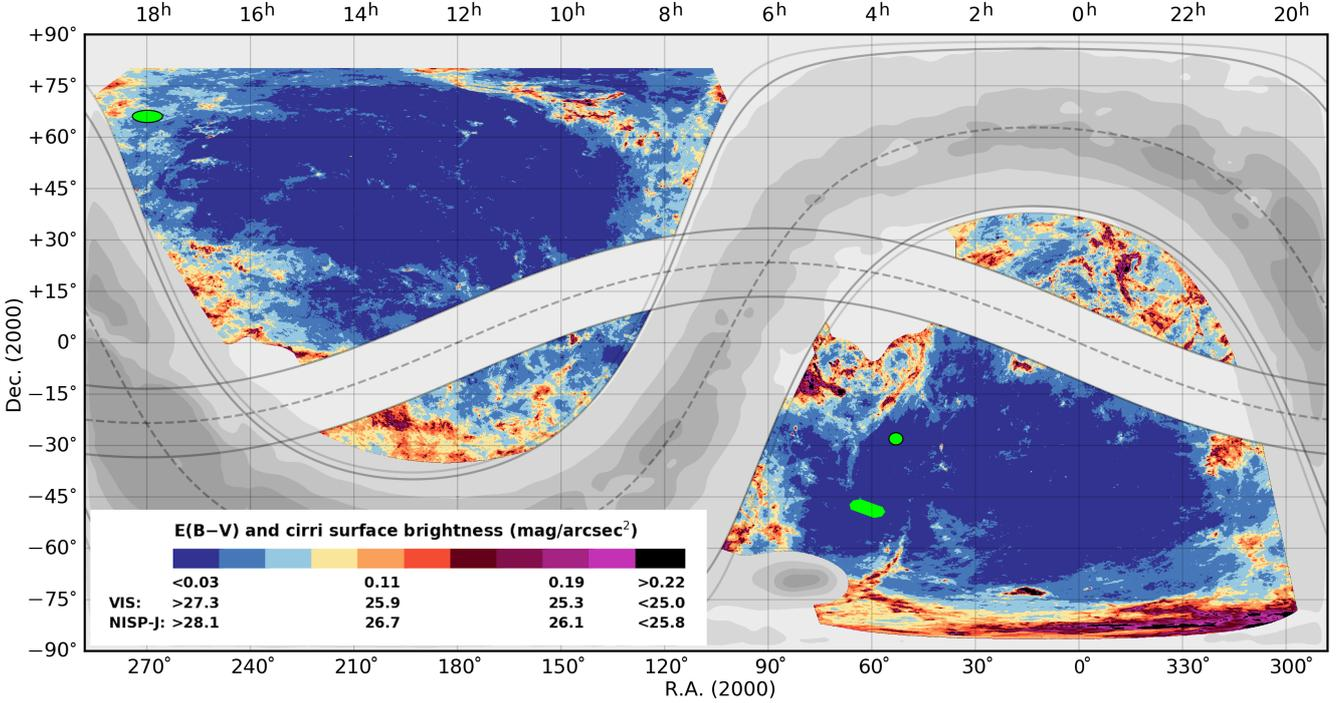 18h 16h 14h 12h 10h 8h 6h 4h 2h 0h 22h 20h
+90°
+75°
+60°
+45°
+30°
+15°
0°
−15°
−30°
−45°
−60°
−75°
−90°
Dec. (2000)
E(B−V) and cirri surface brightness (mag/arcsec²)
<0.03 0.11 0.19 >0.22
VIS: >27.3 25.9 25.3 <25.0
NISP-J: >28.1 26.7 26.1 <25.8
270° 240° 210° 180° 150° 120° 90° 60° 30° 0° 330° 300°
R.A. (2000)